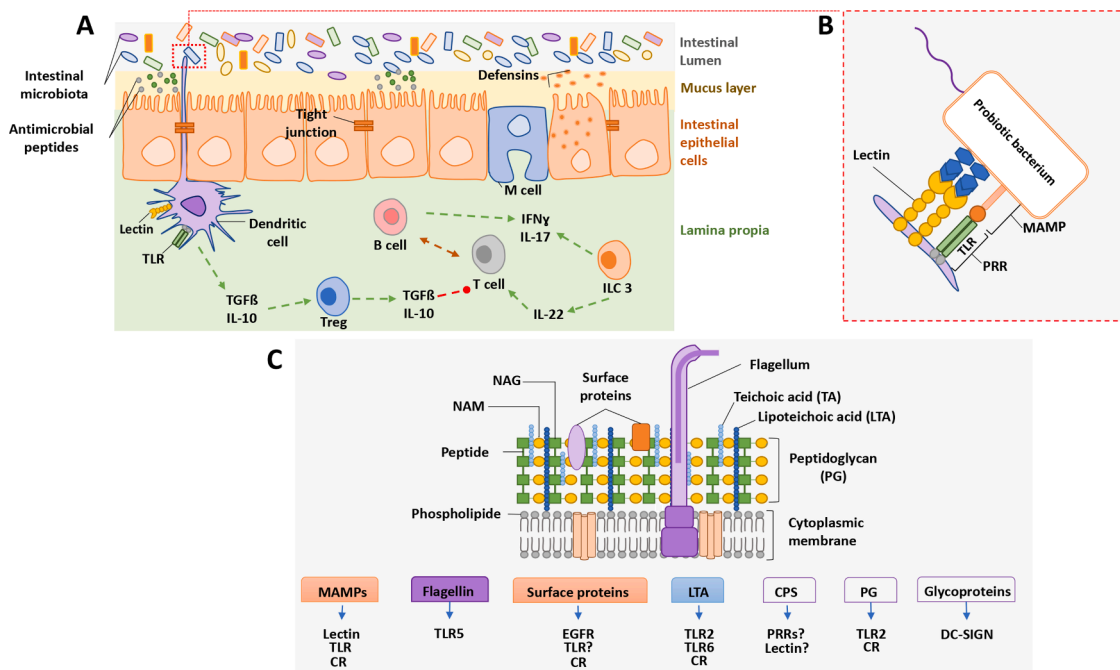 A
Intestinal
microbiota
Antimicrobial
peptides
Defensins
Tight
junction
M cell
Lectin
TLR
Dendritic
cell
B cell
IFNɣ
IL-17
T cell
ILC 3
TGFß
IL-10
Treg
TGFß
IL-10
IL-22
Intestinal
Lumen
Mucus layer
Intestinal
epithelial
cells
Lamina propia
B
Probiotic bacterium
Lectin
TLR
MAMP
PRR
C
NAG
NAM
Peptide
Phospholipide
Surface
proteins
Flagellum
Teichoic acid (TA)
Lipoteichoic acid (LTA)
Peptidoglycan
(PG)
Cytoplasmic
membrane
MAMPs
Lectin
TLR
CR
Flagellin
TLR5
Surface proteins
EGFR
TLR?
CR
LTA
TLR2
TLR6
CR
CPS
PRRs?
Lectin?
PG
TLR2
CR
Glycoproteins
DC-SIGN